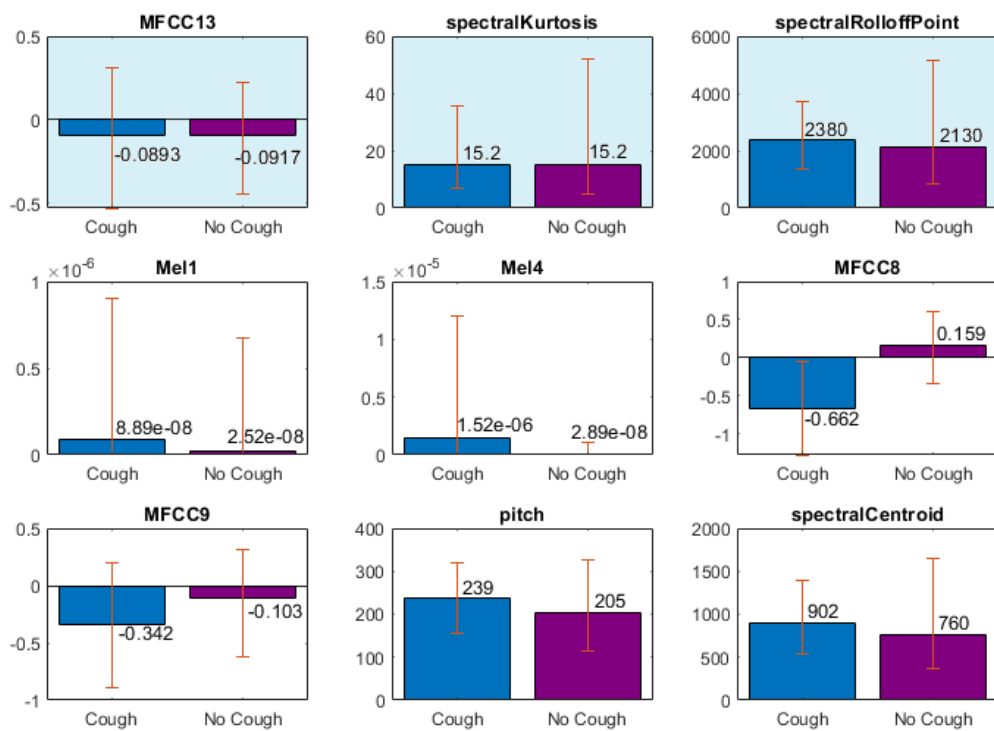 MFCC13
0.5
0
-0.5
-0.0893
-0.0917
Cough
No Cough
spectralKurtosis
60
40
20
0
15.2
15.2
Cough
No Cough
spectralRolloffPoint
6000
4000
2000
0
2380
2130
Cough
No Cough
×10-6
Mel1
1
0.5
0
8.89e-08
2.52e-08
Cough
No Cough
×10-5
Mel4
1.5
1
0.5
0
1.52e-06
2.89e-08
Cough
No Cough
MFCC8
1
0.5
0
-0.5
-1
-0.662
0.159
Cough
No Cough
MFCC9
0.5
0
-0.5
-1
-0.342
-0.103
Cough
No Cough
pitch
400
300
200
100
0
239
205
Cough
No Cough
spectralCentroid
2000
1500
1000
500
0
902
760
Cough
No Cough